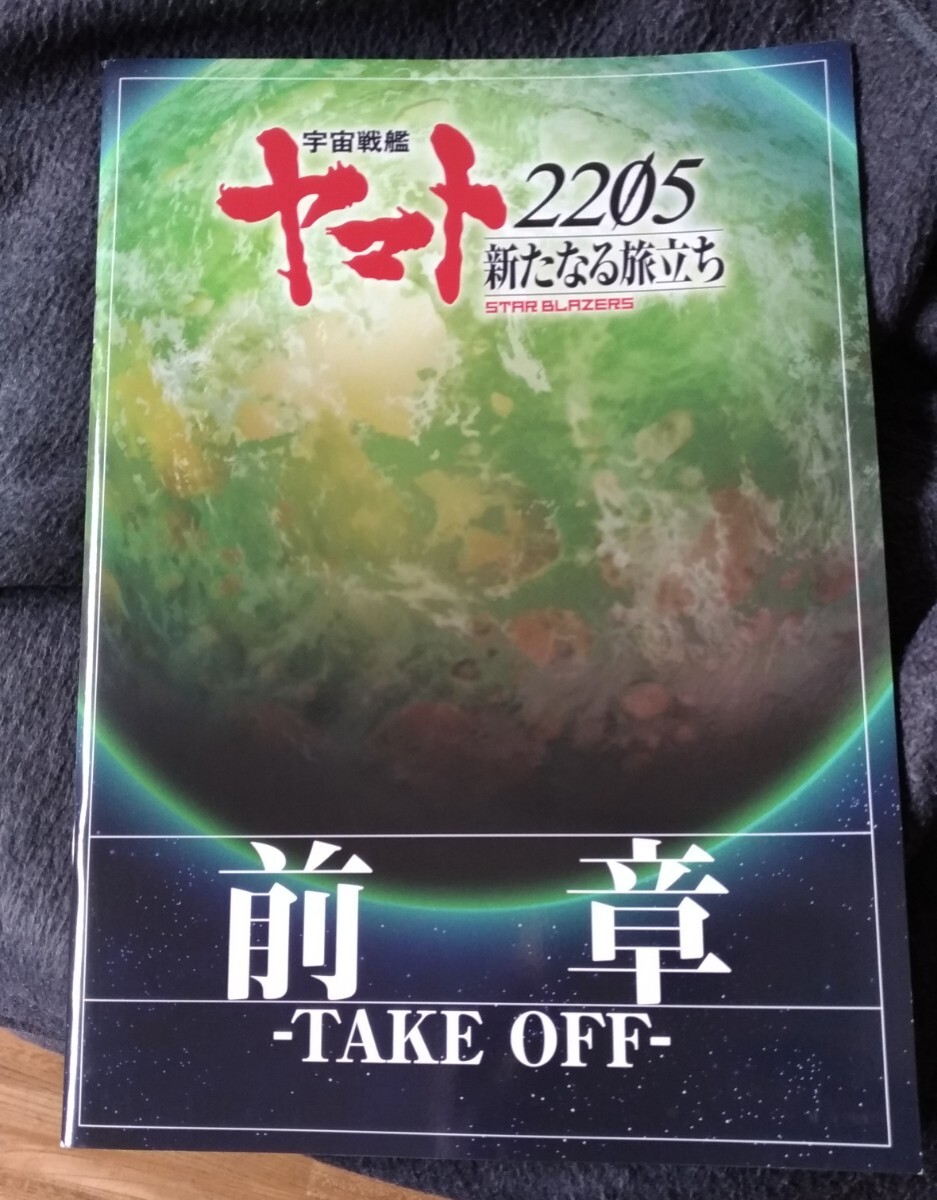 宇宙戦艦
ヤマト 2205
新たなる旅立ち
STAR BLAZERS
前章
-TAKE OFF-